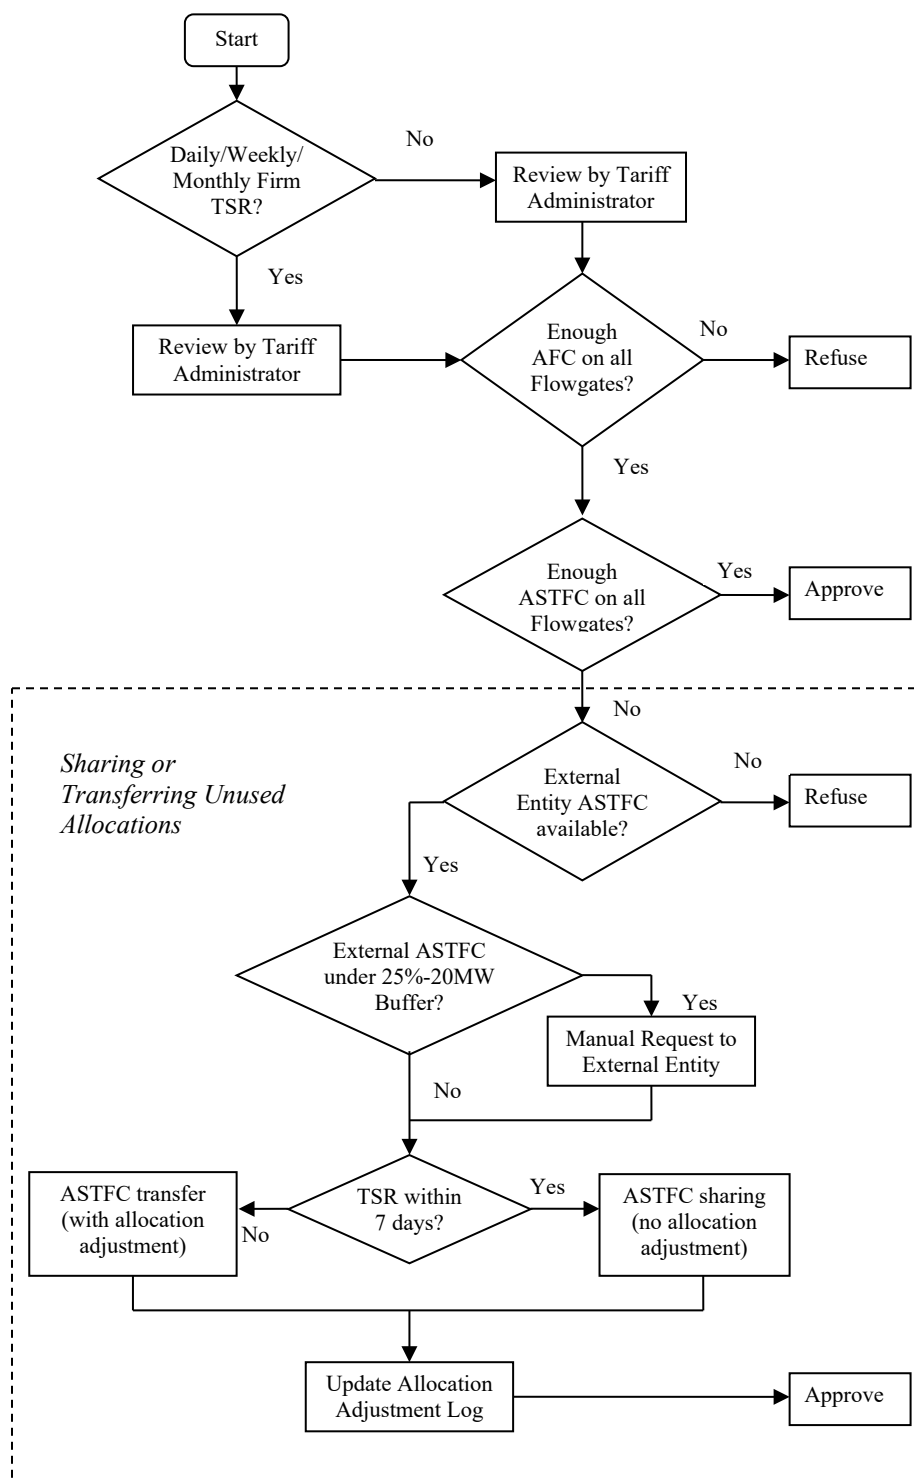 Start
No
Daily/Weekly/
Monthly Firm
TSR?
Review by Tariff
Administrator
Yes
Review by Tariff
Administrator
Enough
AFC on all
Flowgates?
No
Refuse
Yes
Enough
ASTFC on all
Flowgates?
Yes
Approve
No
Sharing or
Transferring Unused
Allocations
External
Entity ASTFC
available?
No
Refuse
Yes
External ASTFC
under 25%-20MW
Buffer?
Yes
Manual Request to
External Entity
No
ASTFC transfer
(with allocation
adjustment)
No
TSR within
7 days?
Yes
ASTFC sharing
(no allocation
adjustment)
Update Allocation
Adjustment Log
Approve